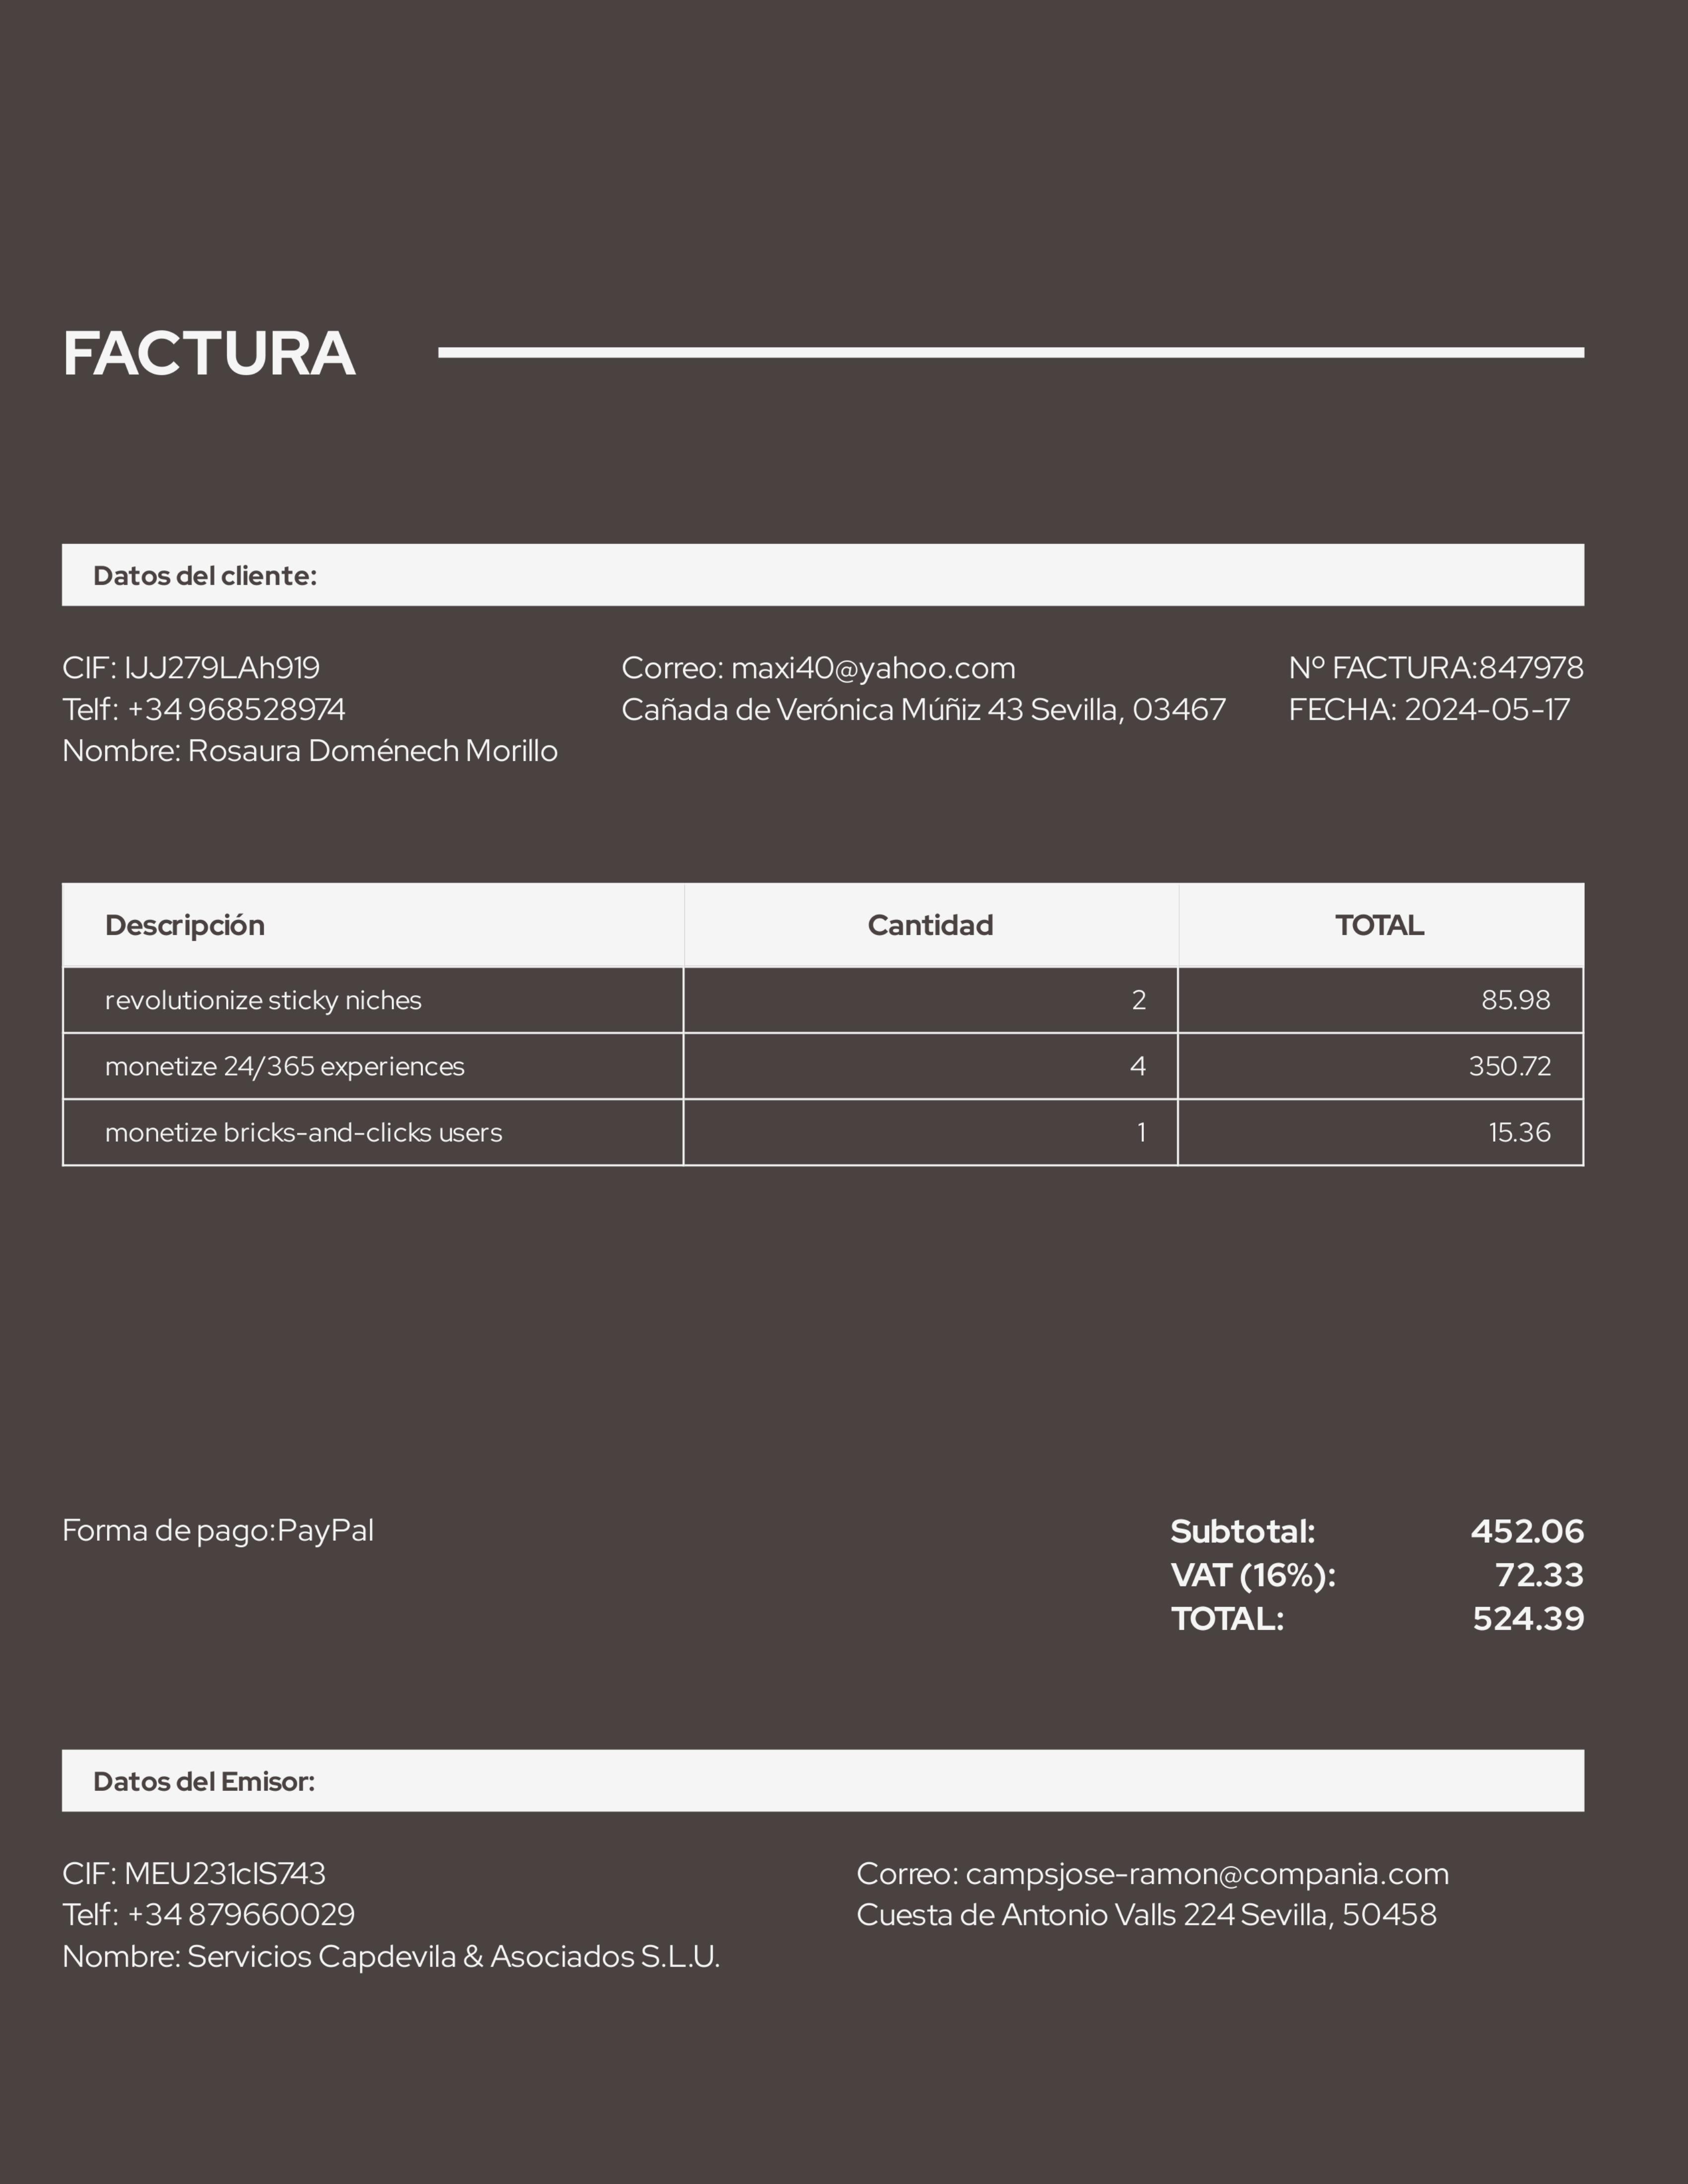 FACTURA
Datos del cliente:
CIF: IJJ279LAh919
Telf: +34 968528974
Nombre: Rosaura Doménech Morillo
Correo: maxi40@yahoo.com
Cañada de Verónica Múñiz 43 Sevilla, 03467
Nº FACTURA:847978
FECHA: 2024-05-17
Descripción Cantidad TOTAL
revolutionize sticky niches 2 85.98
monetize 24/365 experiences 4 350.72
monetize bricks-and-clicks users 1 15.36
Forma de pago:PayPal
Subtotal: 452.06
VAT (16%): 72.33
TOTAL: 524.39
Datos del Emisor:
CIF: MEU231cIS743
Telf: +34 879660029
Nombre: Servicios Capdevila & Asociados S.L.U.
Correo: campsjose-ramon@compania.com
Cuesta de Antonio Valls 224 Sevilla, 50458